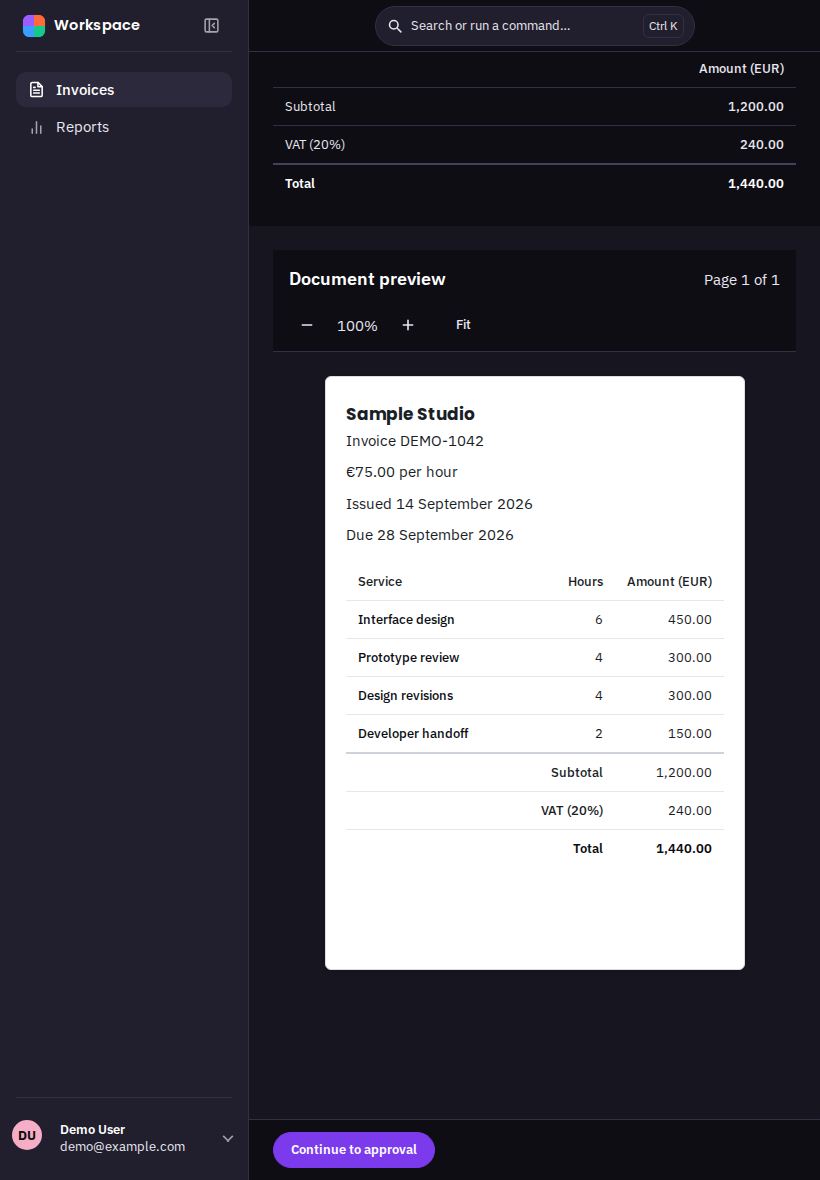 Workspace
Search or run a command...
Ctrl K
Invoices
Reports
Amount (EUR)
Subtotal 1,200.00
VAT (20%) 240.00
Total 1,440.00
Document preview
Page 1 of 1
100%
Fit
Sample Studio
Invoice DEMO-1042
€75.00 per hour
Issued 14 September 2026
Due 28 September 2026
Service Hours Amount (EUR)
Interface design 6 450.00
Prototype review 4 300.00
Design revisions 4 300.00
Developer handoff 2 150.00
Subtotal 1,200.00
VAT (20%) 240.00
Total 1,440.00
DU
Demo User
demo@example.com
Continue to approval